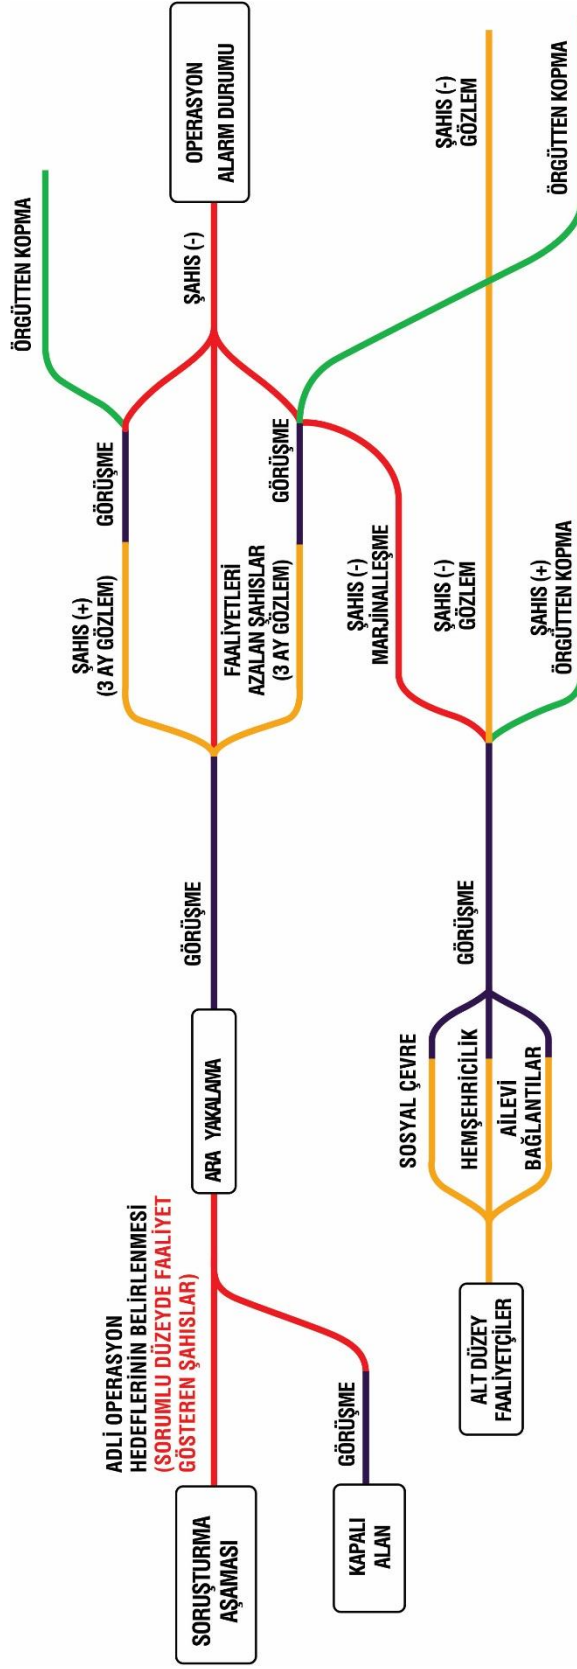 SORUŞTURMA
AŞAMASI
ADLİ OPERASYON
HEDEFLERİNİN BELİRLENMESİ
(SORUMLU DÜZEYDE FAALİYET
GÖSTEREN ŞAHISLAR)
KAPALI
ALAN
GÖRÜŞME
ARA YAKALAMA
GÖRÜŞME
ŞAHIS (+)
(3 AY GÖZLEM)
GÖRÜŞME
ÖRGÜTTEN KOPMA
FAALİYETLERİ
AZALAN ŞAHISLAR
(3 AY GÖZLEM)
GÖRÜŞME
ŞAHIS (-)
OPERASYON
ALARM DURUMU
ŞAHIS (-)
MARJİNALLEŞME
ALT DÜZEY
FAALİYETÇİLER
SOSYAL ÇEVRE
HEMŞEHRİCİLİK
AİLEVİ
BAĞLANTILAR
GÖRÜŞME
ŞAHIS (-)
GÖZLEM
ŞAHIS (-)
GÖZLEM
ŞAHIS (+)
ÖRGÜTTEN KOPMA
ÖRGÜTTEN KOPMA